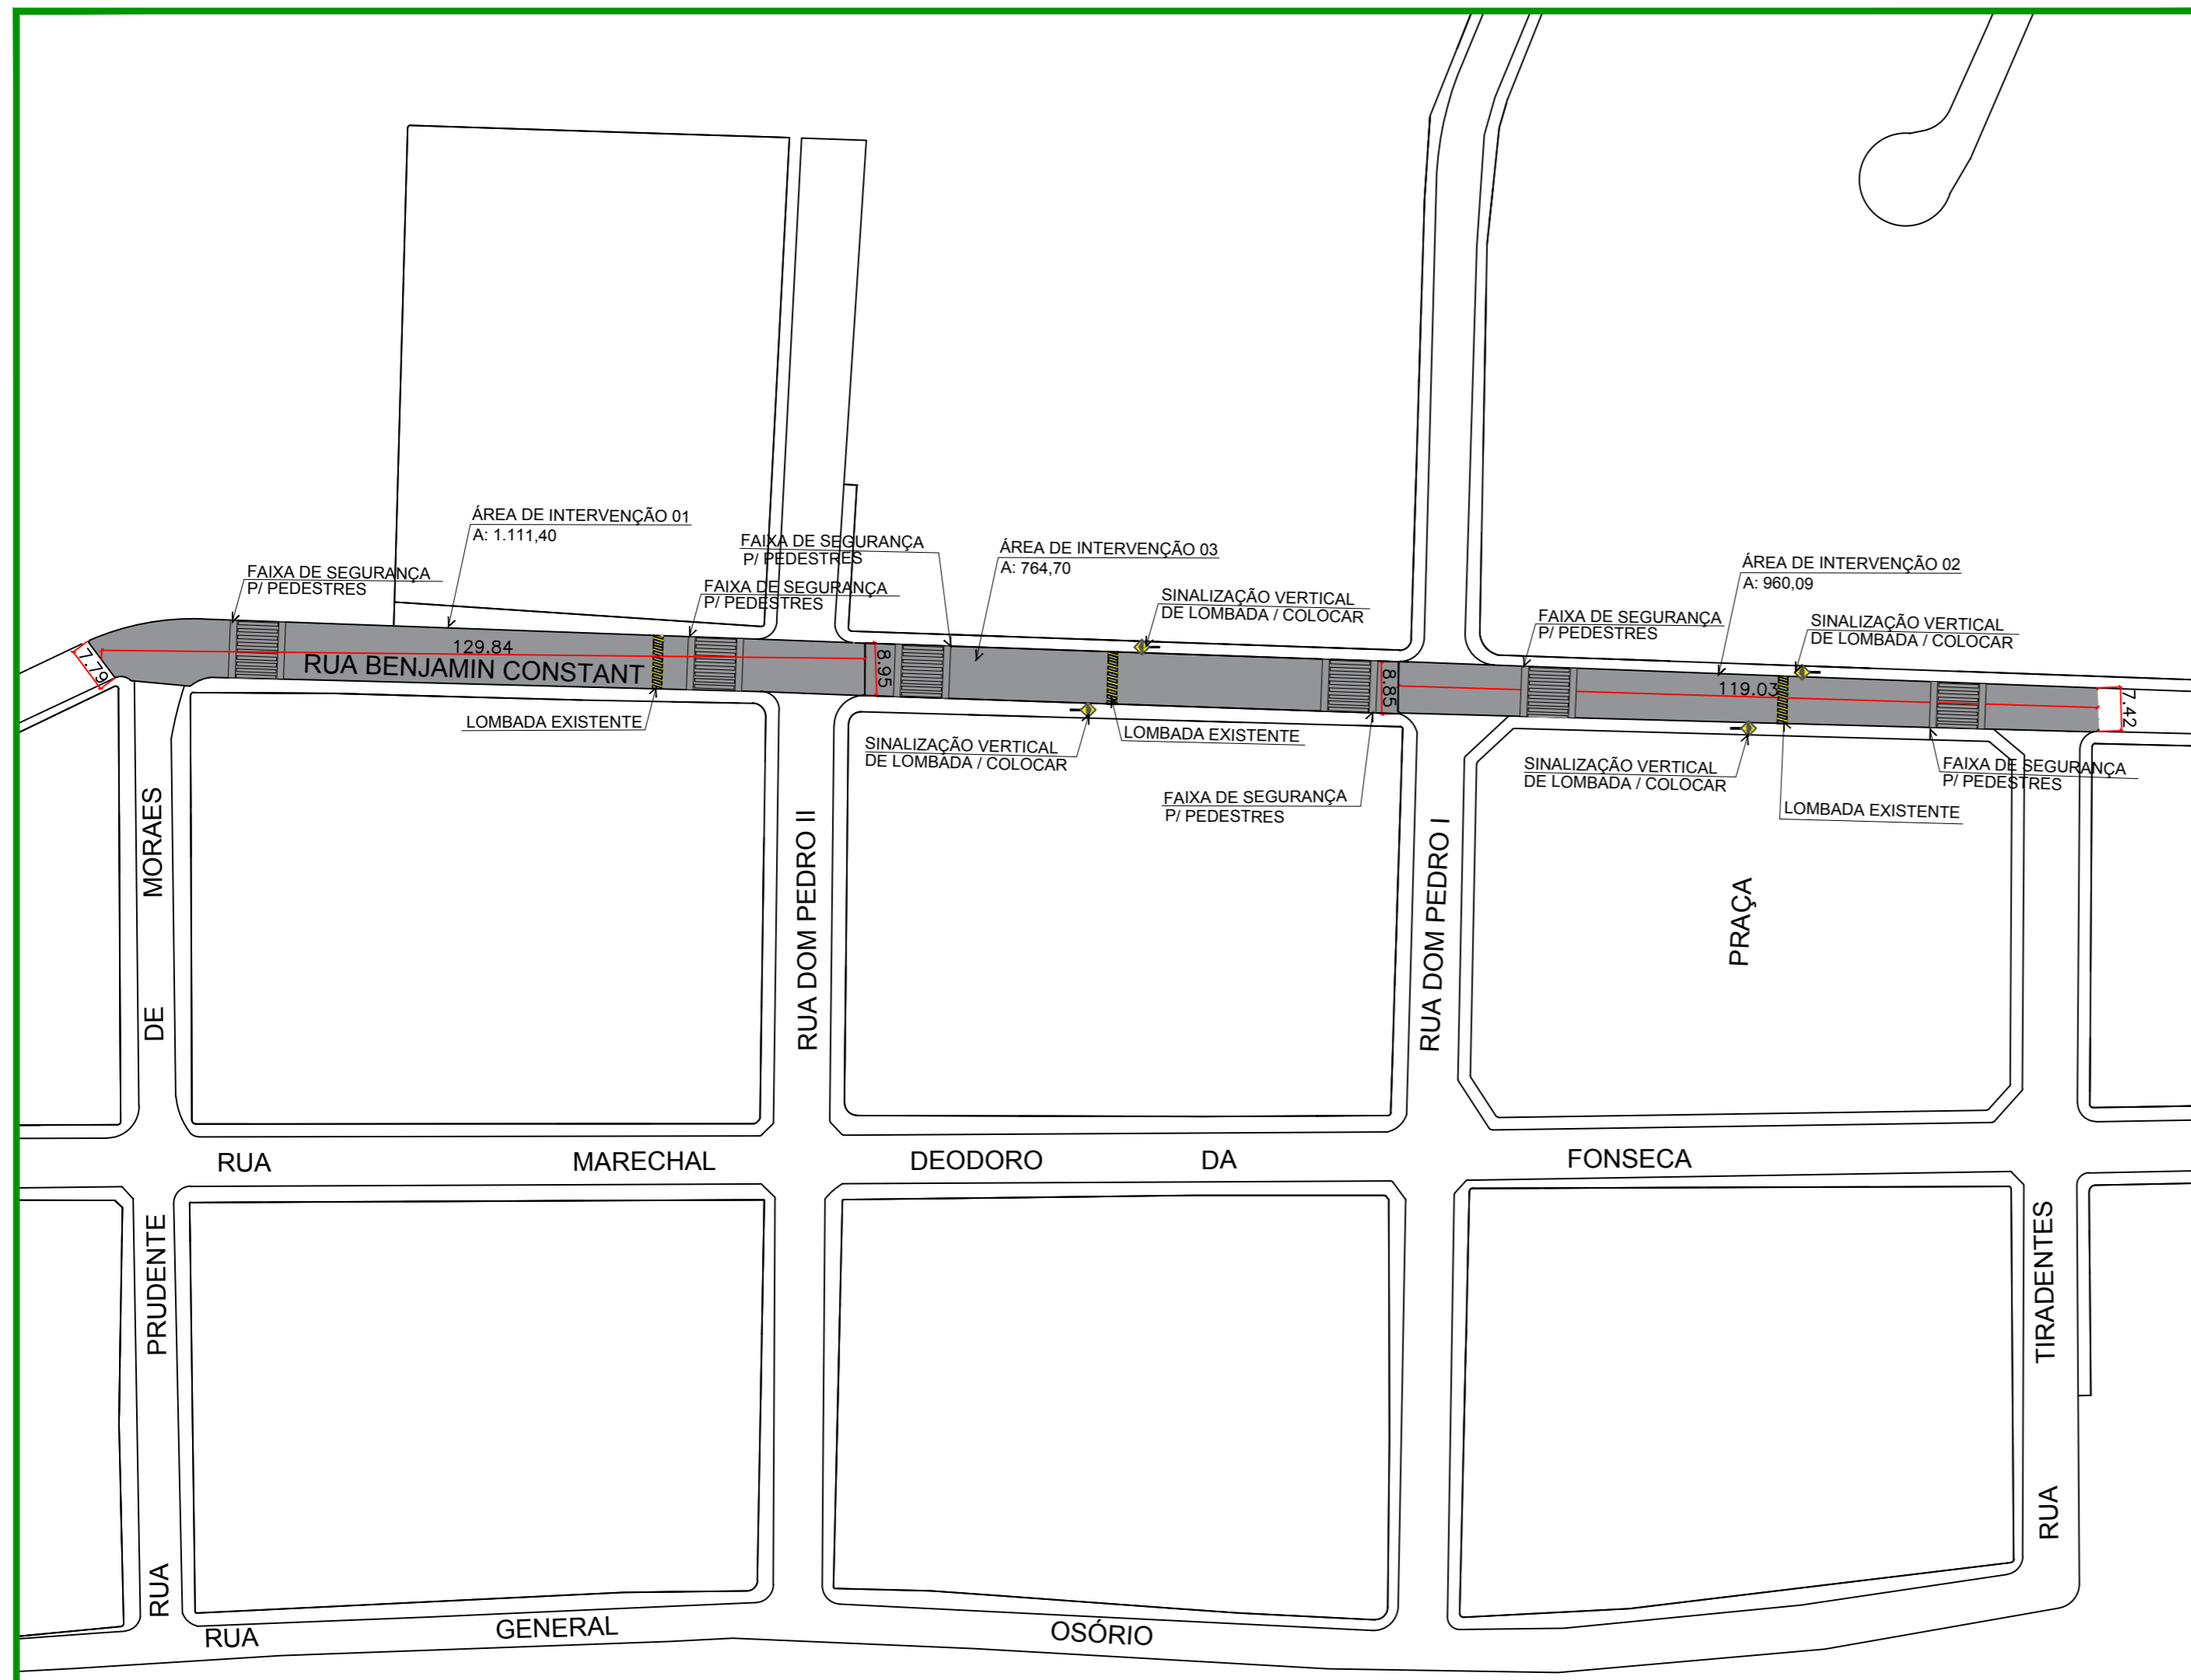 ÁREA DE INTERVENÇÃO 01
A: 1.111,40
FAIXA DE SEGURANÇA
P/ PEDESTRES
FAIXA DE SEGURANÇA
P/ PEDESTRES
FAIXA DE SEGURANÇA
P/ PEDESTRES
ÁREA DE INTERVENÇÃO 03
A: 764,70
SINALIZAÇÃO VERTICAL
DE LOMBADA / COLOCAR
ÁREA DE INTERVENÇÃO 02
A: 960,09
FAIXA DE SEGURANÇA
P/ PEDESTRES
SINALIZAÇÃO VERTICAL
DE LOMBADA / COLOCAR
7.79
129.84
RUA BENJAMIN CONSTANT
8.95
8.85
119.03
7.42
LOMBADA EXISTENTE
SINALIZAÇÃO VERTICAL
DE LOMBADA / COLOCAR
LOMBADA EXISTENTE
FAIXA DE SEGURANÇA
P/ PEDESTRES
SINALIZAÇÃO VERTICAL
DE LOMBADA / COLOCAR
LOMBADA EXISTENTE
FAIXA DE SEGURANÇA
P/ PEDESTRES
RUA PRUDENTE DE MORAES
RUA DOM PEDRO II
RUA DOM PEDRO I
PRAÇA
RUA MARECHAL DEODORO DA FONSECA
RUA TIRADENTES
RUA GENERAL OSÓRIO